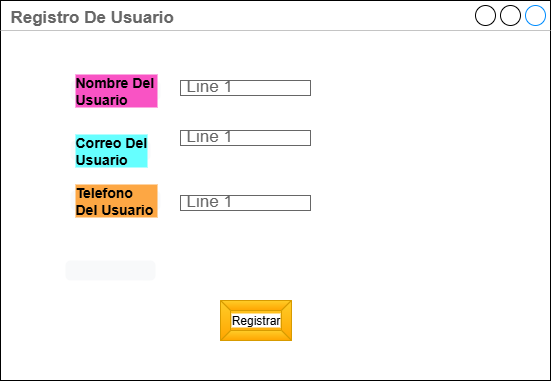 Registro De Usuario
Nombre Del
Usuario
Line 1
Correo Del
Usuario
Line 1
Telefono
Del Usuario
Line 1
Registrar